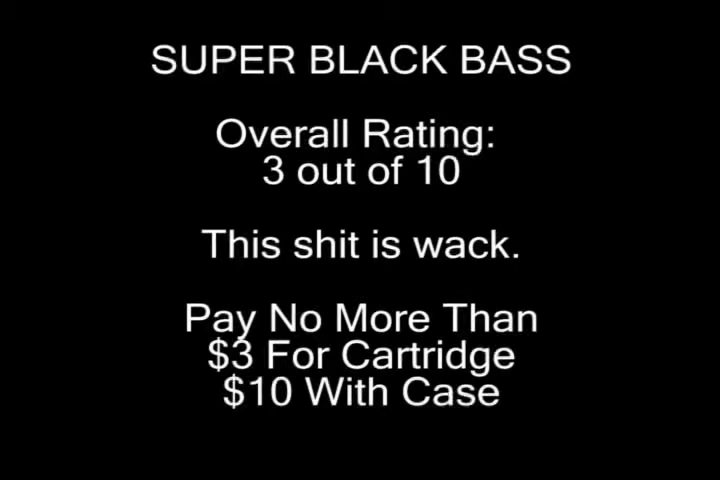 SUPER BLACK BASS
Overall Rating:
3 out of 10
This shit is wack.
Pay No More Than
$3 For Cartridge
$10 With Case